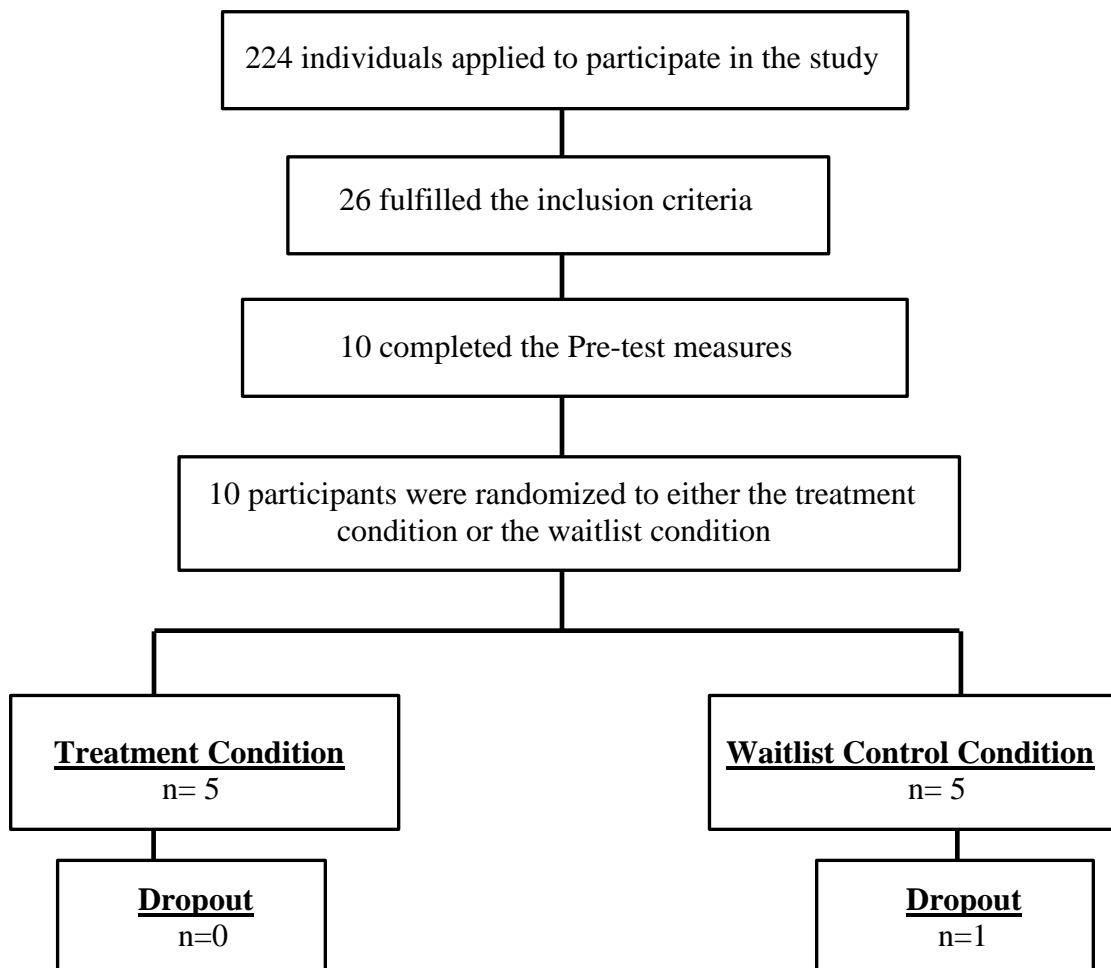 224 individuals applied to participate in the study
26 fulfilled the inclusion criteria
10 completed the Pre-test measures
10 participants were randomized to either the treatment
condition or the waitlist condition
Treatment Condition
n= 5
Waitlist Control Condition
n= 5
Dropout
n=0
Dropout
n=1